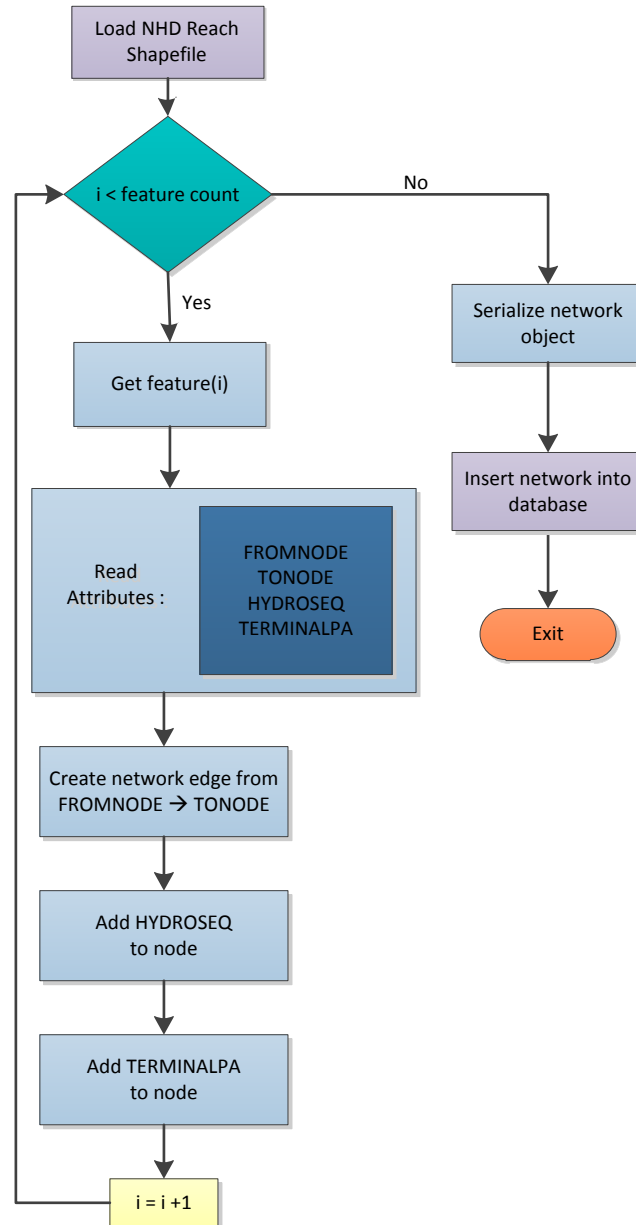 Load NHD Reach
Shapefile
i < feature count
No
Yes
Serialize network
object
Get feature(i)
Insert network into
database
Read
Attributes :
FROMNODE
TONODE
HYDROSEQ
TERMINALPA
Exit
Create network edge from
FROMNODE → TONODE
Add HYDROSEQ
to node
Add TERMINALPA
to node
i = i +1